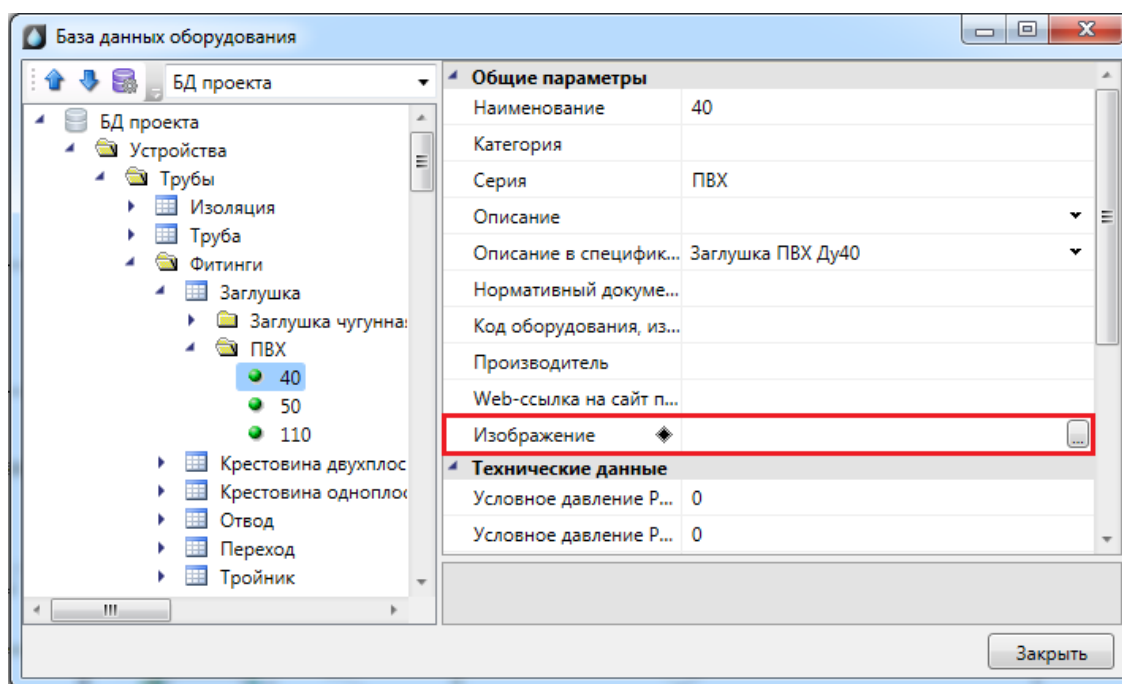 База данных оборудования
БД проекта
БД проекта
Устройства
Трубы
Изоляция
Труба
Фитинги
Заглушка
Заглушка чугунна
ПВХ
40
50
110
Крестовина двухплос
Крестовина одноплос
Отвод
Переход
Тройник
Общие параметры
Наименование 40
Категория
Серия ПВХ
Описание
Описание в специфик... Заглушка ПВХ Ду40
Нормативный докуме...
Код оборудования, из...
Производитель
Web-ссылка на сайт п...
Изображение ...
Технические данные
Условное давление Р... 0
Условное давление Р... 0
Закрыть